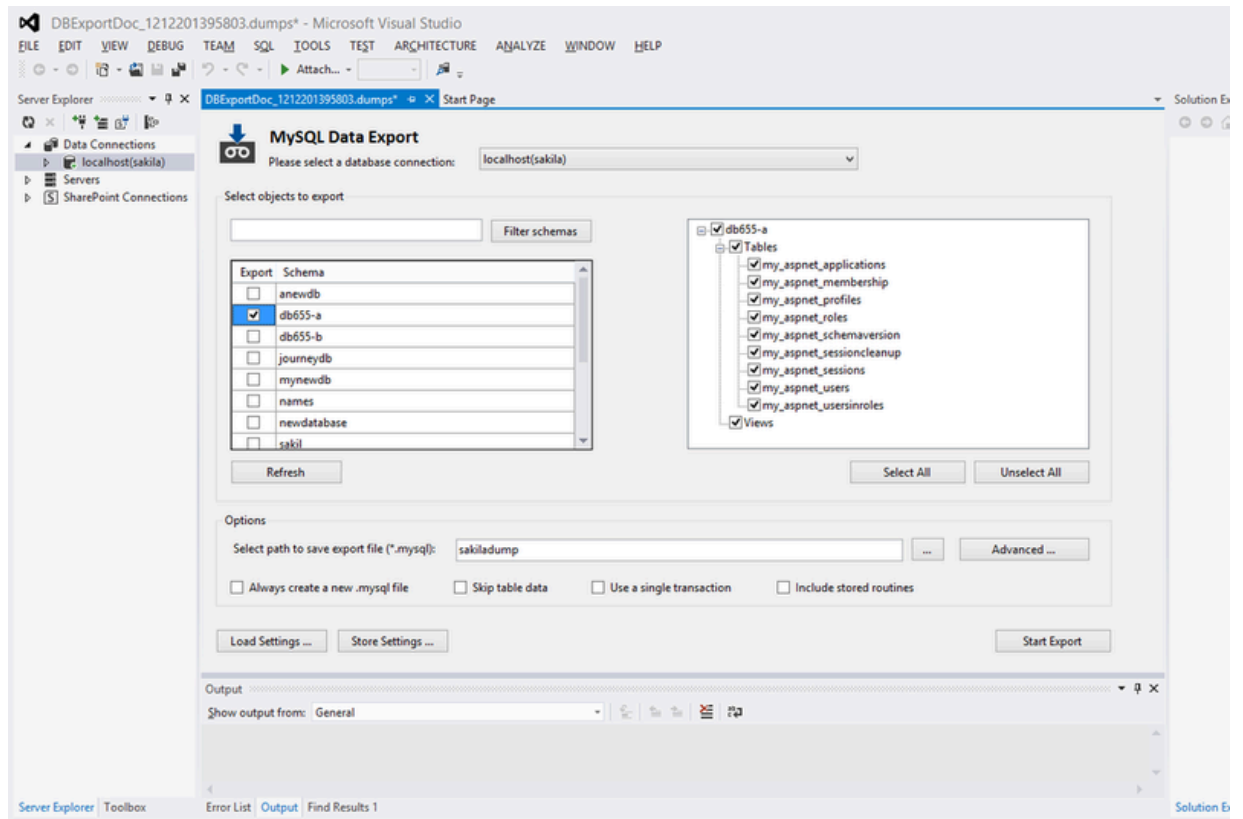 DBExportDoc_1212201395803.dumps* - Microsoft Visual Studio
FILE EDIT VIEW DEBUG TEAM SQL TOOLS TEST ARCHITECTURE ANALYZE WINDOW HELP
Attach...
Server Explorer
DBExportDoc_1212201395803.dumps* Start Page
Solution Ex
Data Connections
localhost(sakila)
Servers
SharePoint Connections
MySQL Data Export
Please select a database connection: localhost(sakila)
Select objects to export
Filter schemas
Export Schema
anewdb
db655-a
db655-b
journeydb
mynewdb
names
newdatabase
sakil
Refresh
db655-a
Tables
my_aspnet_applications
my_aspnet_membership
my_aspnet_profiles
my_aspnet_roles
my_aspnet_schemaversion
my_aspnet_sessioncleanup
my_aspnet_sessions
my_aspnet_users
my_aspnet_usersinroles
Views
Select All Unselect All
Options
Select path to save export file (*.mysql): sakiladump ... Advanced ...
Always create a new .mysql file Skip table data Use a single transaction Include stored routines
Load Settings ... Store Settings ... Start Export
Output
Show output from: General
Server Explorer Toolbox Error List Output Find Results 1 Solution Ex